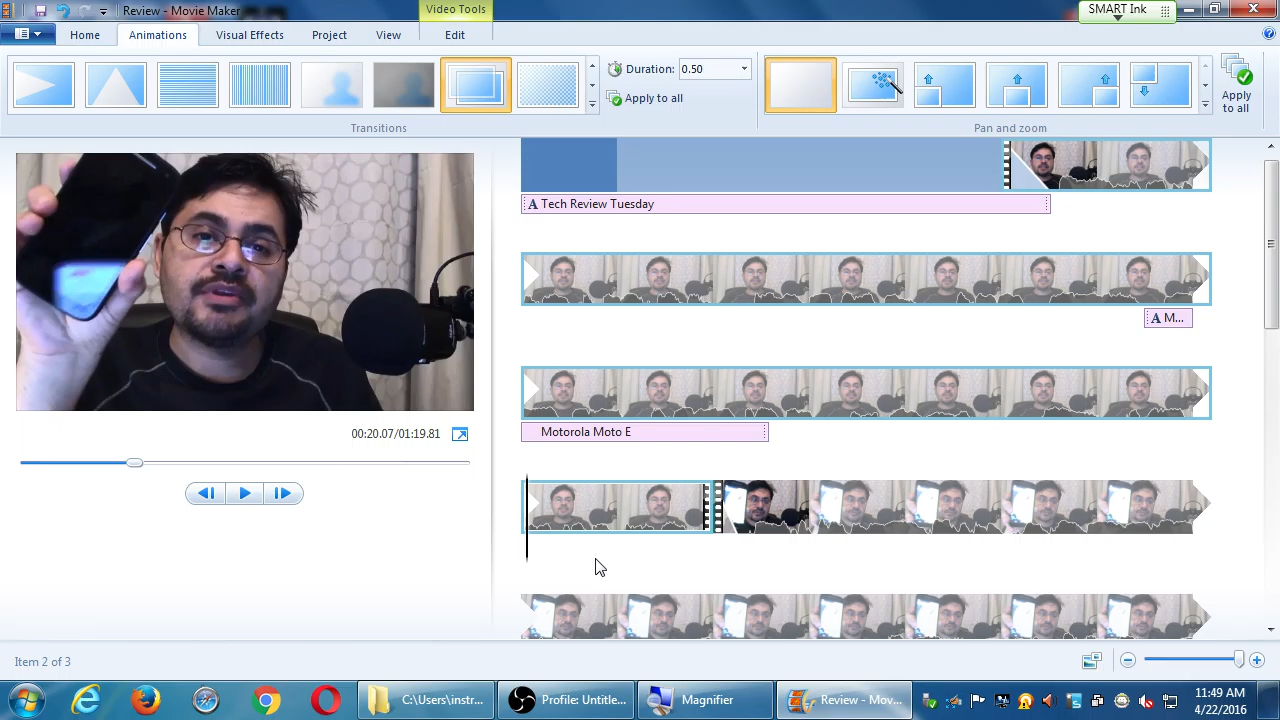 Review - Movie Maker
Video Tools
SMART Ink
Home
Animations
Visual Effects
Project
View
Edit
Duration: 0.50
Apply to all
Apply
to all
Transitions
Pan and zoom
A Tech Review Tuesday
A M...
Motorola Moto E
00:20.07/01:19.81
Item 2 of 3
C:\Users\instr...
Profile: Untitle...
Magnifier
Review - Mov...
11:49 AM
4/22/2016